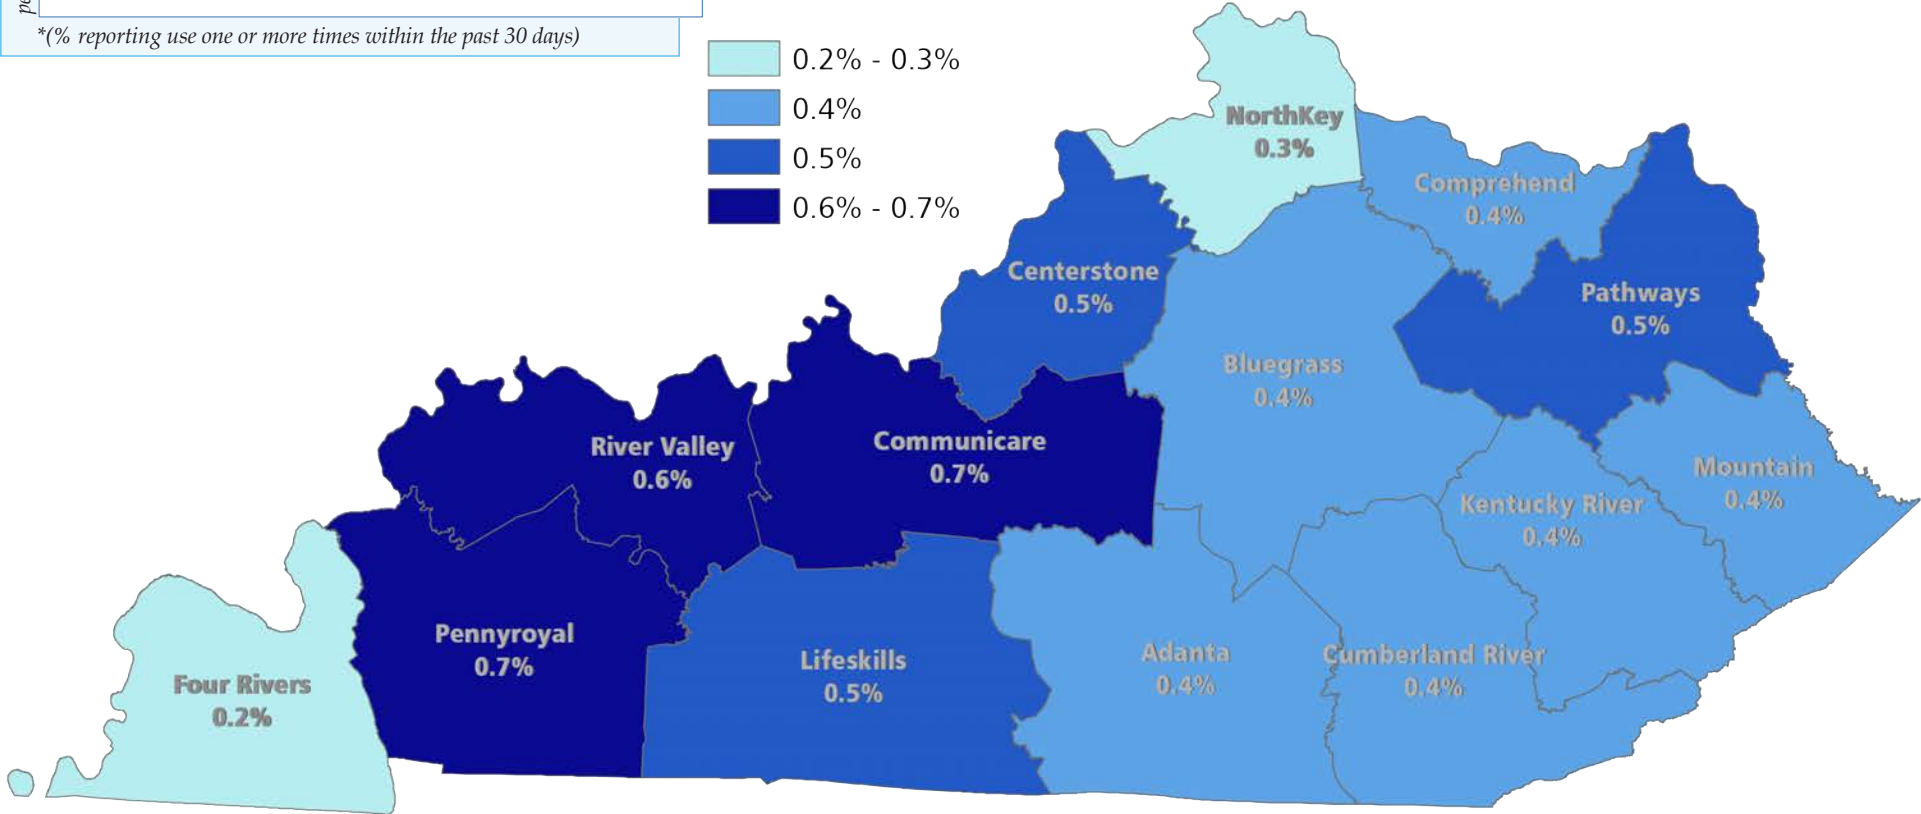 *(% reporting use one or more times within the past 30 days)
0.2% - 0.3%
0.4%
0.5%
0.6% - 0.7%
NorthKey
0.3%
Comprehend
0.4%
Centerstone
0.5%
Pathways
0.5%
Bluegrass
0.4%
River Valley
0.6%
Communicare
0.7%
Mountain
0.4%
Kentucky River
0.4%
Pennyroyal
0.7%
Lifeskills
0.5%
Adanta
0.4%
Cumberland River
0.4%
Four Rivers
0.2%